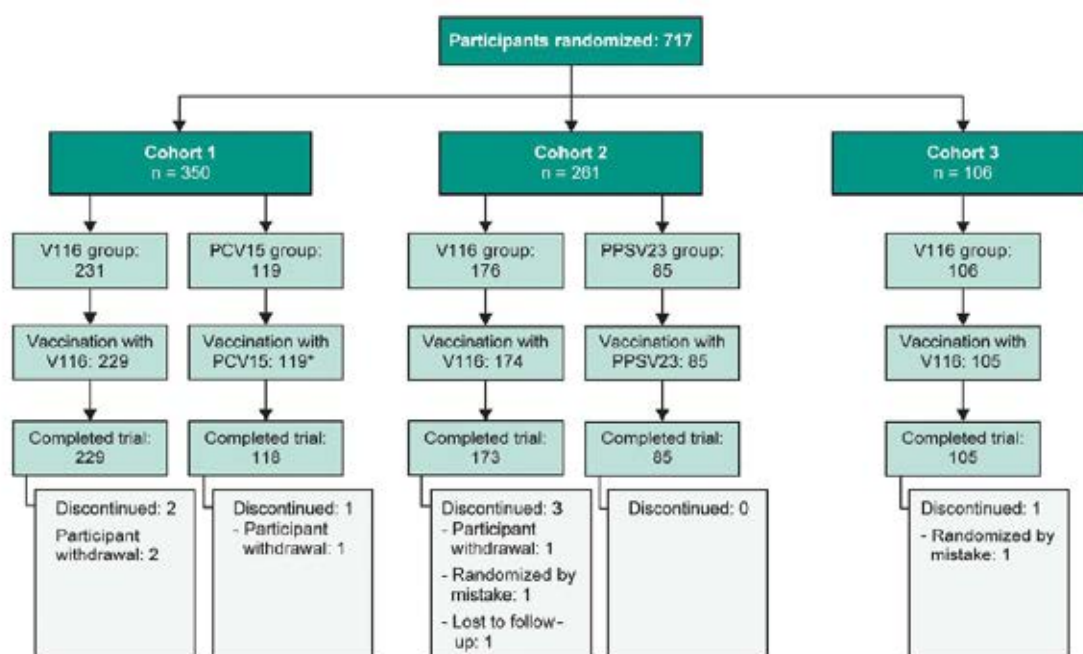 Participants randomized: 717
Cohort 1
n = 350
Cohort 2
n = 261
Cohort 3
n = 106
V116 group:
231
PCV15 group:
119
V116 group:
176
PPSV23 group:
85
V116 group:
106
Vaccination with
V116: 229
Vaccination with
PCV15: 119*
Vaccination with
V116: 174
Vaccination with
PPSV23: 85
Vaccination with
V116: 105
Completed trial:
229
Completed trial:
118
Completed trial:
173
Completed trial:
85
Completed trial:
105
Discontinued: 2
Participant
withdrawal: 2
Discontinued: 1
- Participant
withdrawal: 1
Discontinued: 3
- Participant
withdrawal: 1
- Randomized by
mistake: 1
- Lost to follow-
up: 1
Discontinued: 0
Discontinued: 1
- Randomized by
mistake: 1